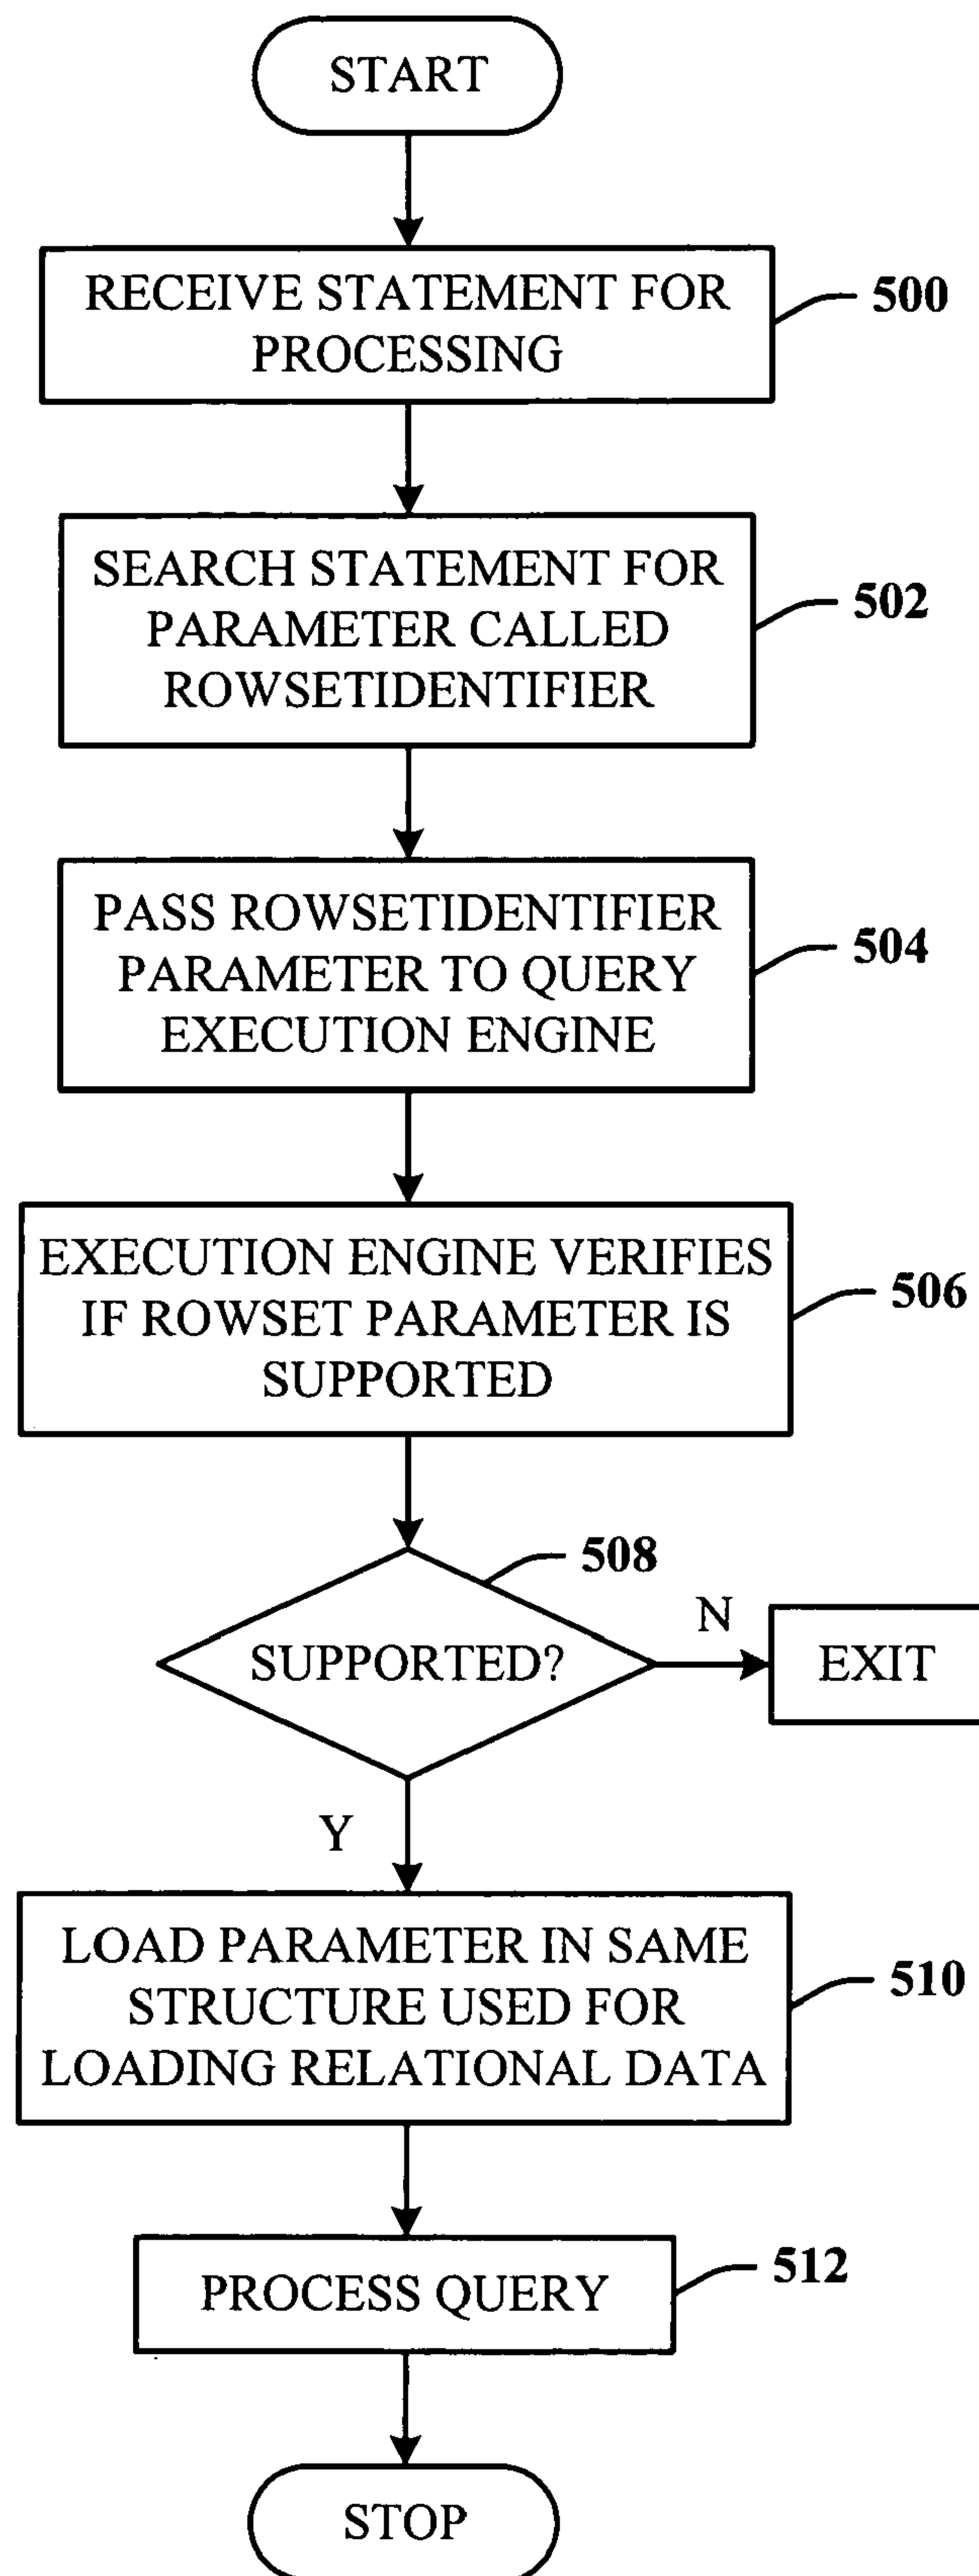 START
RECEIVE STATEMENT FOR
PROCESSING
500
SEARCH STATEMENT FOR
PARAMETER CALLED
ROWSETIDENTIFIER
502
PASS ROWSETIDENTIFIER
PARAMETER TO QUERY
EXECUTION ENGINE
504
EXECUTION ENGINE VERIFIES
IF ROWSET PARAMETER IS
SUPPORTED
506
508
SUPPORTED?
N
EXIT
Y
LOAD PARAMETER IN SAME
STRUCTURE USED FOR
LOADING RELATIONAL DATA
510
PROCESS QUERY
512
STOP